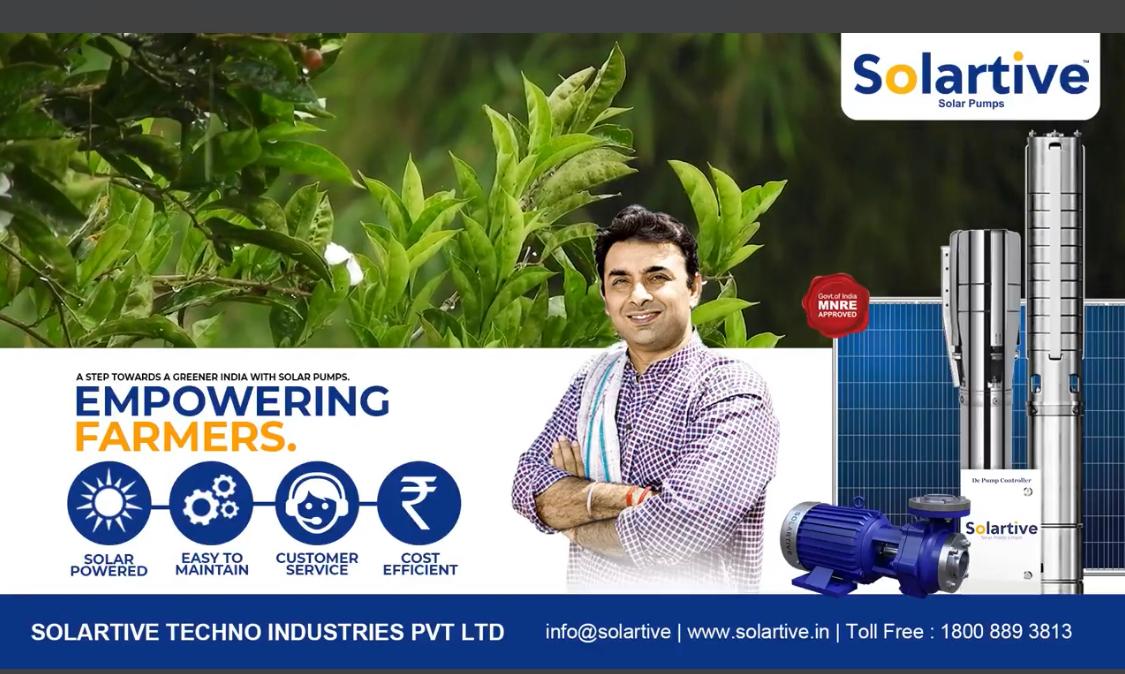 Solartive™
Solar Pumps
Govt.of India
MNRE
APPROVED
A STEP TOWARDS A GREENER INDIA WITH SOLAR PUMPS.
EMPOWERING
FARMERS.
SOLAR
POWERED
EASY TO
MAINTAIN
CUSTOMER
SERVICE
₹
COST
EFFICIENT
Dc Pump Controller
Solartive
SOLARTIVE
SOLARTIVE TECHNO INDUSTRIES PVT LTD
info@solartive | www.solartive.in | Toll Free : 1800 889 3813